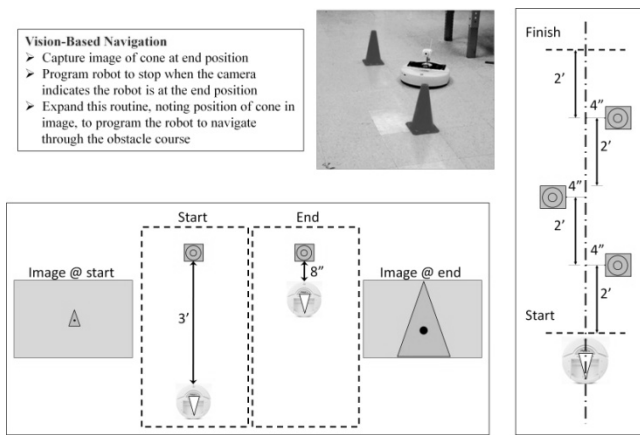 Vision-Based Navigation
➢ Capture image of cone at end position
➢ Program robot to stop when the camera
indicates the robot is at the end position
➢ Expand this routine, noting position of cone in
image, to program the robot to navigate
through the obstacle course
Start
End
Image @ start
Image @ end
3’
8”
Finish
2’
4”
2’
4”
2’
4”
2’
Start